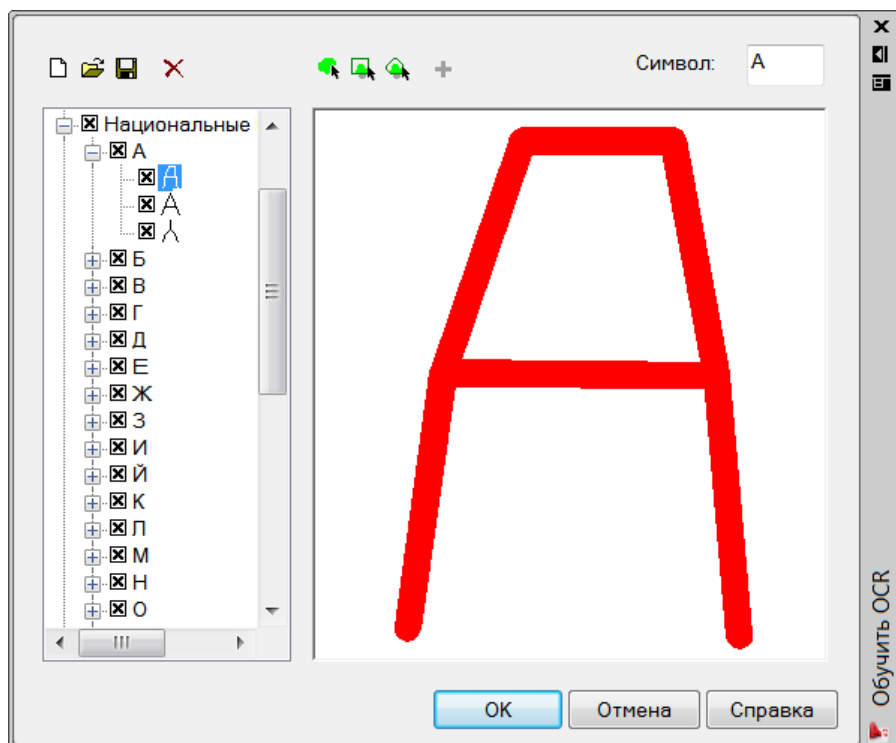 Символ: А
Национальные
А
А
А
Б
В
Г
Д
Е
Ж
З
И
Й
К
Л
М
Н
О
А
OK
Отмена
Справка
Обучить OCR